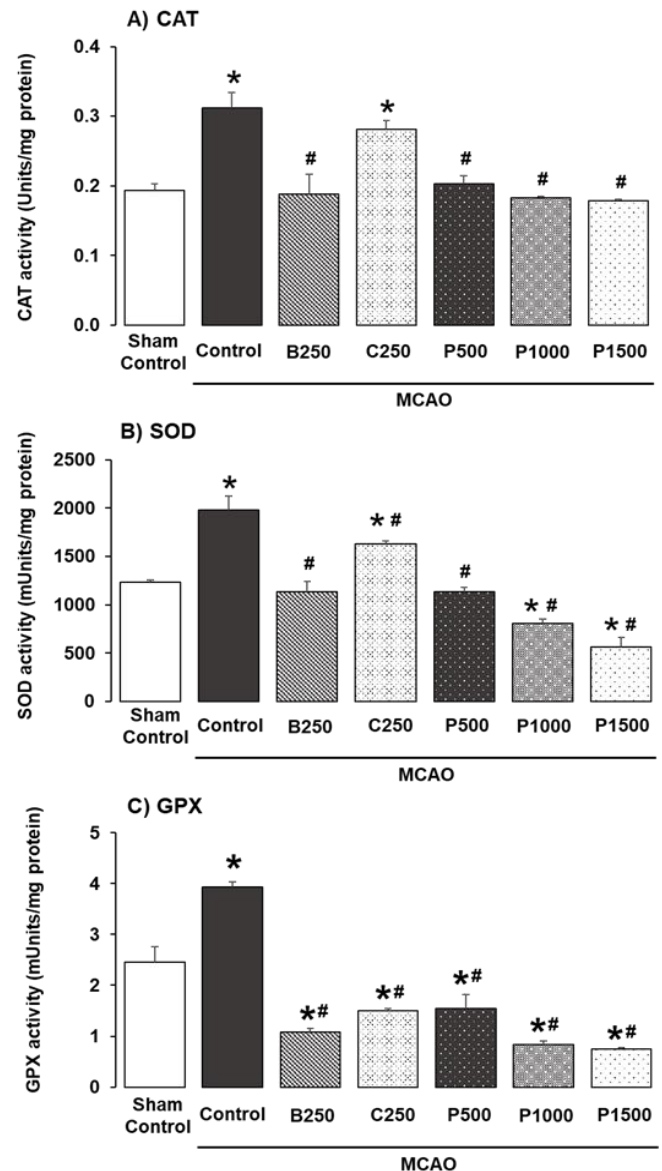 A) CAT
CAT activity (Units/mg protein)
0.4
0.3
0.2
0.1
0.0
*
#
*
#
#
#
Sham
Control
Control
B250
C250
P500
P1000
P1500
MCAO
B) SOD
SOD activity (mUnits/mg protein)
2500
2000
1500
1000
500
0
*
#
* #
#
* #
* #
Sham
Control
Control
B250
C250
P500
P1000
P1500
MCAO
C) GPX
GPX activity (mUnits/mg protein)
5
4
3
2
1
0
*
*#
*#
*#
*#
*#
Sham
Control
Control
B250
C250
P500
P1000
P1500
MCAO